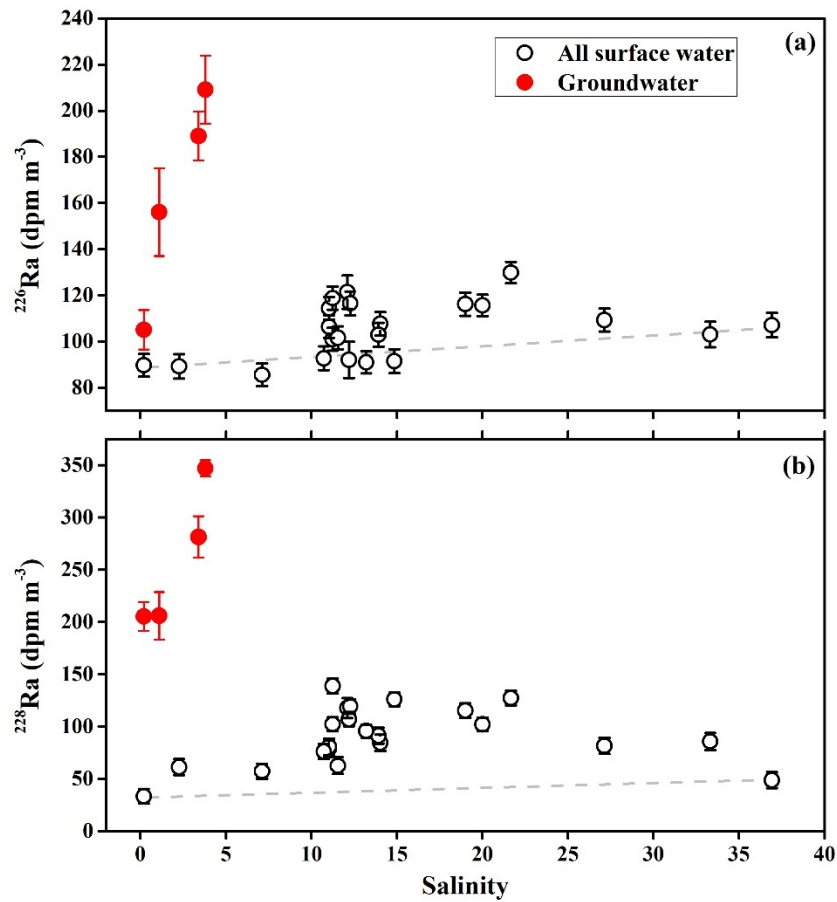 240
220
200
180
160
140
120
100
80
²²⁶Ra (dpm m⁻³)
(a)
All surface water
Groundwater
350
300
250
200
150
100
50
0
²²⁸Ra (dpm m⁻³)
(b)
0 5 10 15 20 25 30 35 40
Salinity